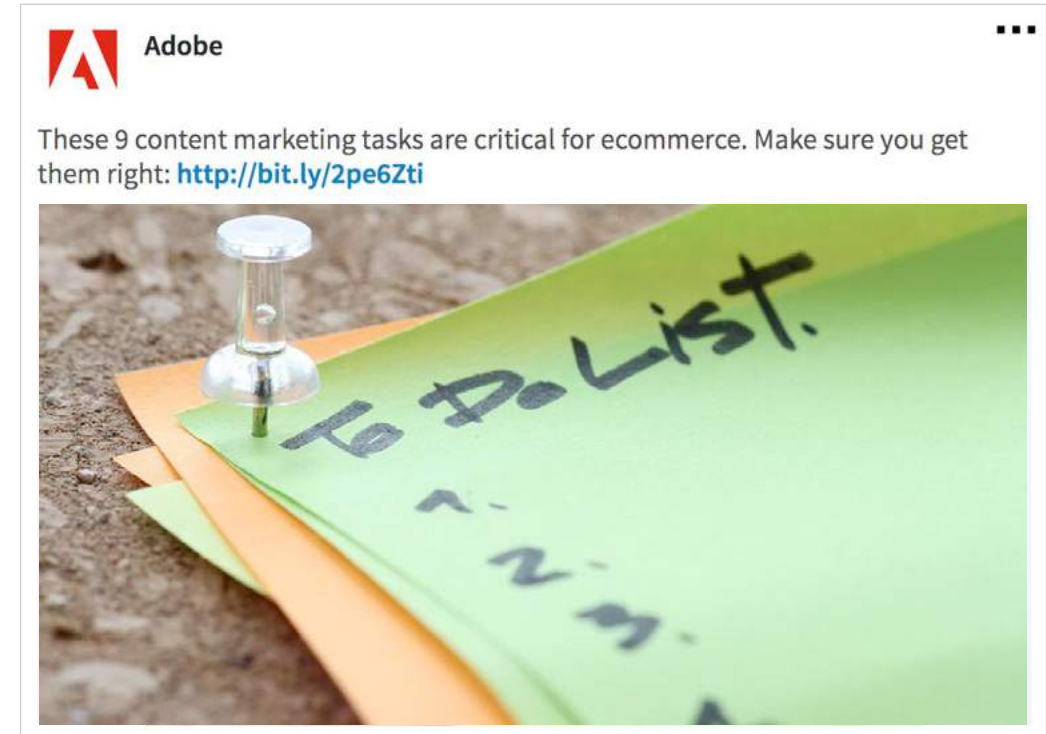 Adobe
These 9 content marketing tasks are critical for ecommerce. Make sure you get
them right: http://bit.ly/2pe6Zti
To Do List.
1.
2.
3.